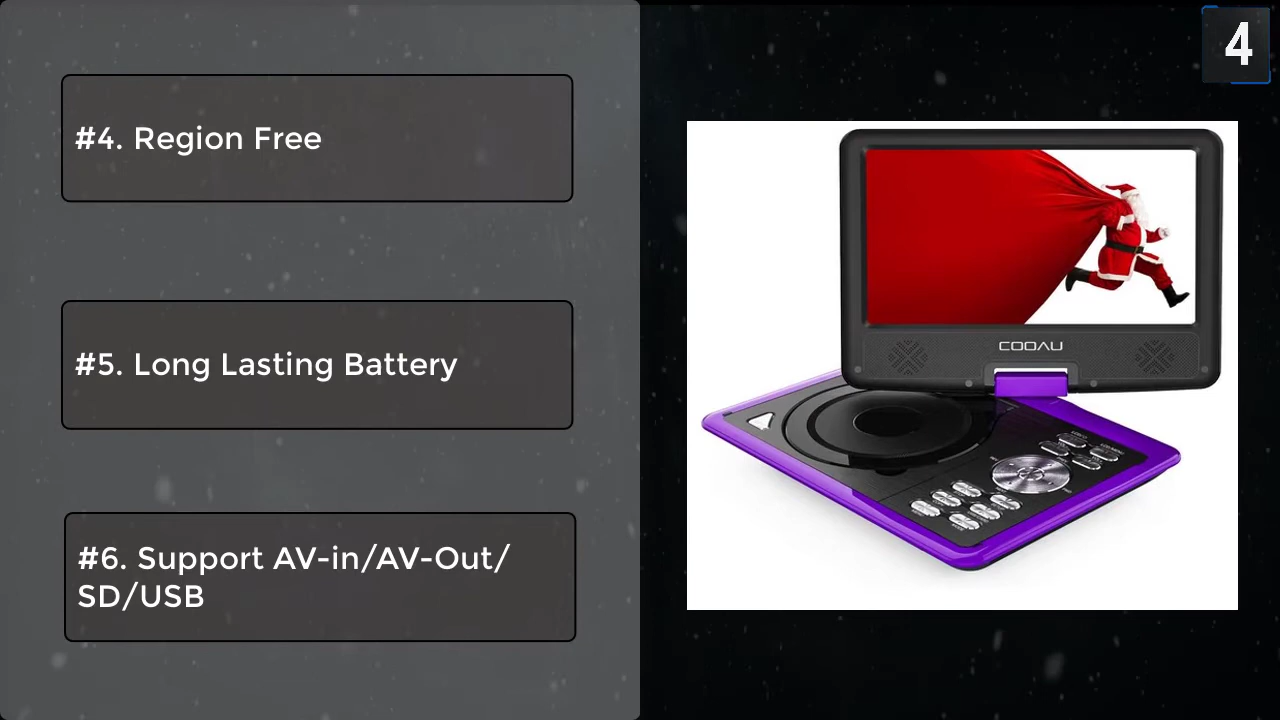 4
#4. Region Free
#5. Long Lasting Battery
#6. Support AV-in/AV-Out/
SD/USB
COOAU